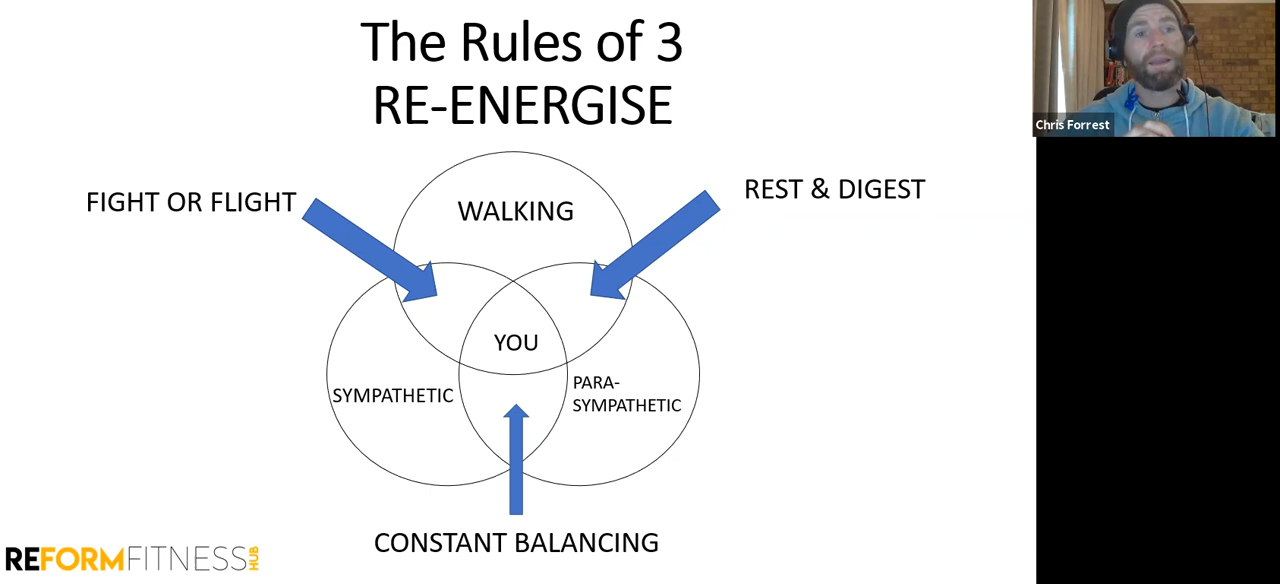 The Rules of 3
RE-ENERGISE
Chris Forrest
FIGHT OR FLIGHT
REST & DIGEST
WALKING
YOU
SYMPATHETIC
PARA-
SYMPATHETIC
CONSTANT BALANCING
REFORMFITNESS HUB